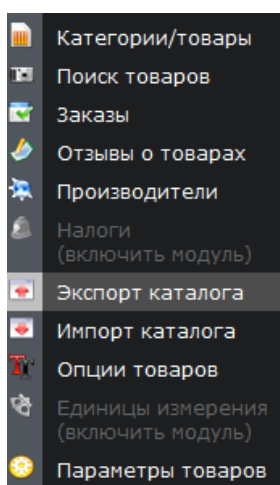 Категории/товары
Поиск товаров
Заказы
Отзывы о товарах
Производители
Налоги
(включить модуль)
Экспорт каталога
Импорт каталога
Опции товаров
Единицы измерения
(включить модуль)
Параметры товаров